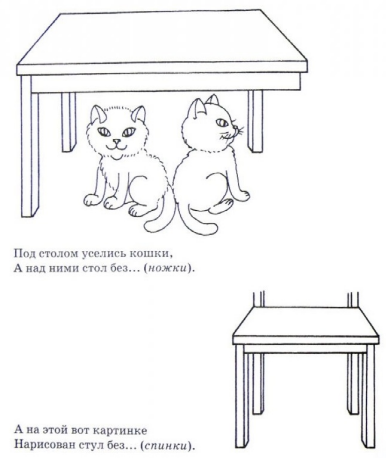 Под столом уселись кошки,
А над ними стол без... (ножки).
А на этой вот картинке
Нарисован стул без... (спинки).